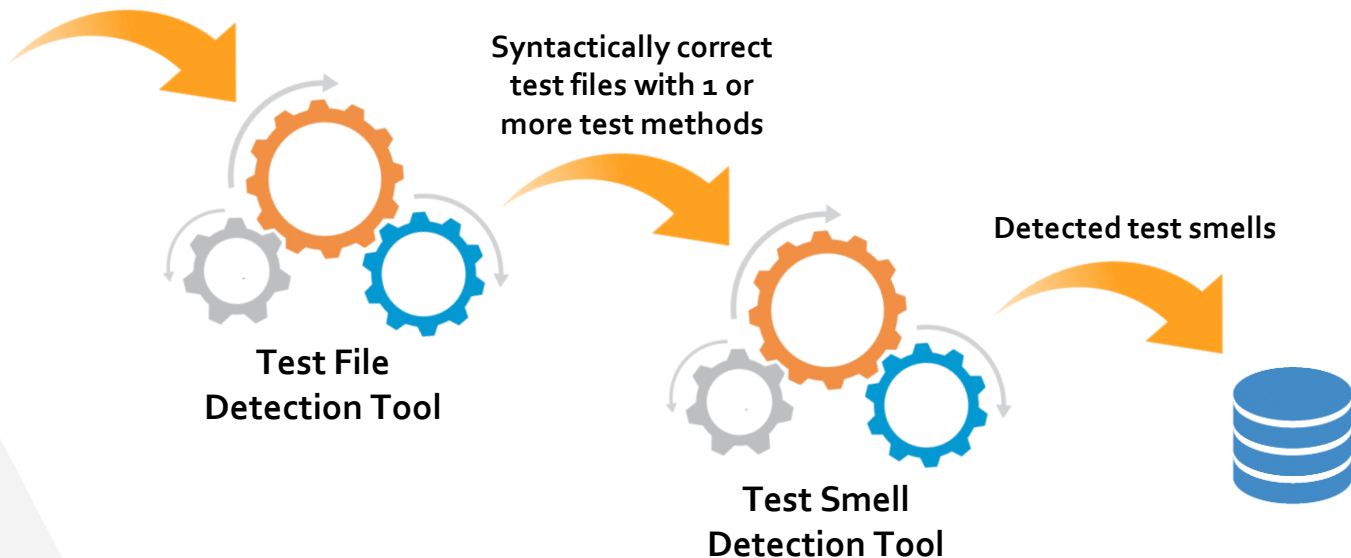 Syntactically correct
test files with 1 or
more test methods
Detected test smells
Test File
Detection Tool
Test Smell
Detection Tool